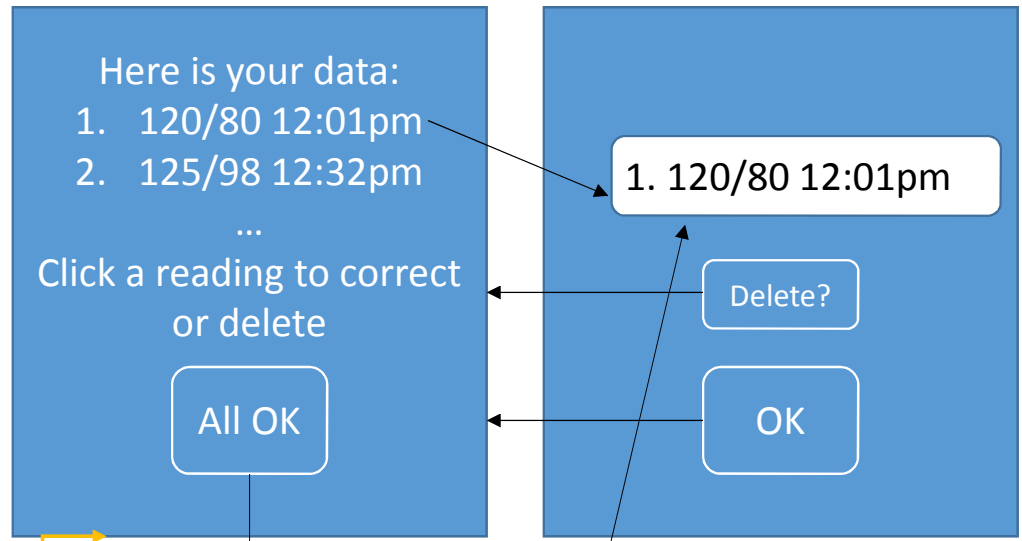 Here is your data:
1. 120/80 12:01pm
2. 125/98 12:32pm
...
Click a reading to correct
or delete
All OK
1. 120/80 12:01pm
Delete?
OK